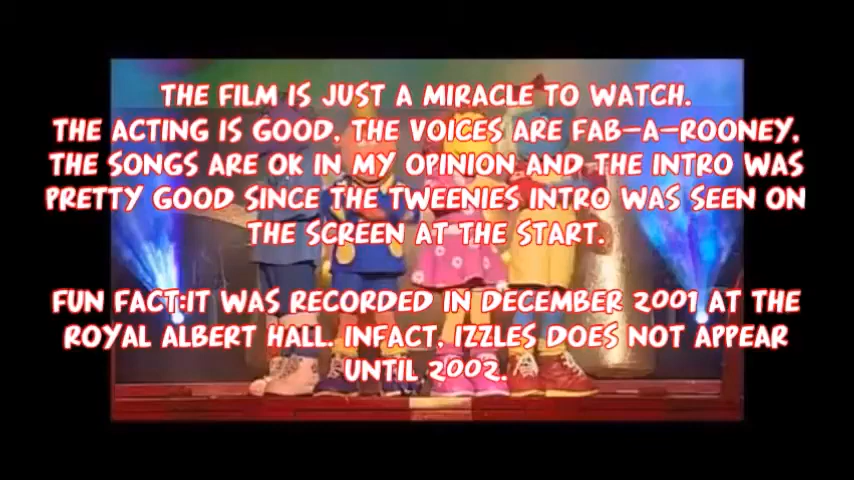 THE FILM IS JUST A MIRACLE TO WATCH.
THE ACTING IS GOOD. THE VOICES ARE FAB-A-ROONEY.
THE SONGS ARE OK IN MY OPINION AND THE INTRO WAS
PRETTY GOOD SINCE THE TWEENIES INTRO WAS SEEN ON
THE SCREEN AT THE START.
FUN FACT:IT WAS RECORDED IN DECEMBER 2001 AT THE
ROYAL ALBERT HALL. INFACT, IZZLES DOES NOT APPEAR
UNTIL 2002.